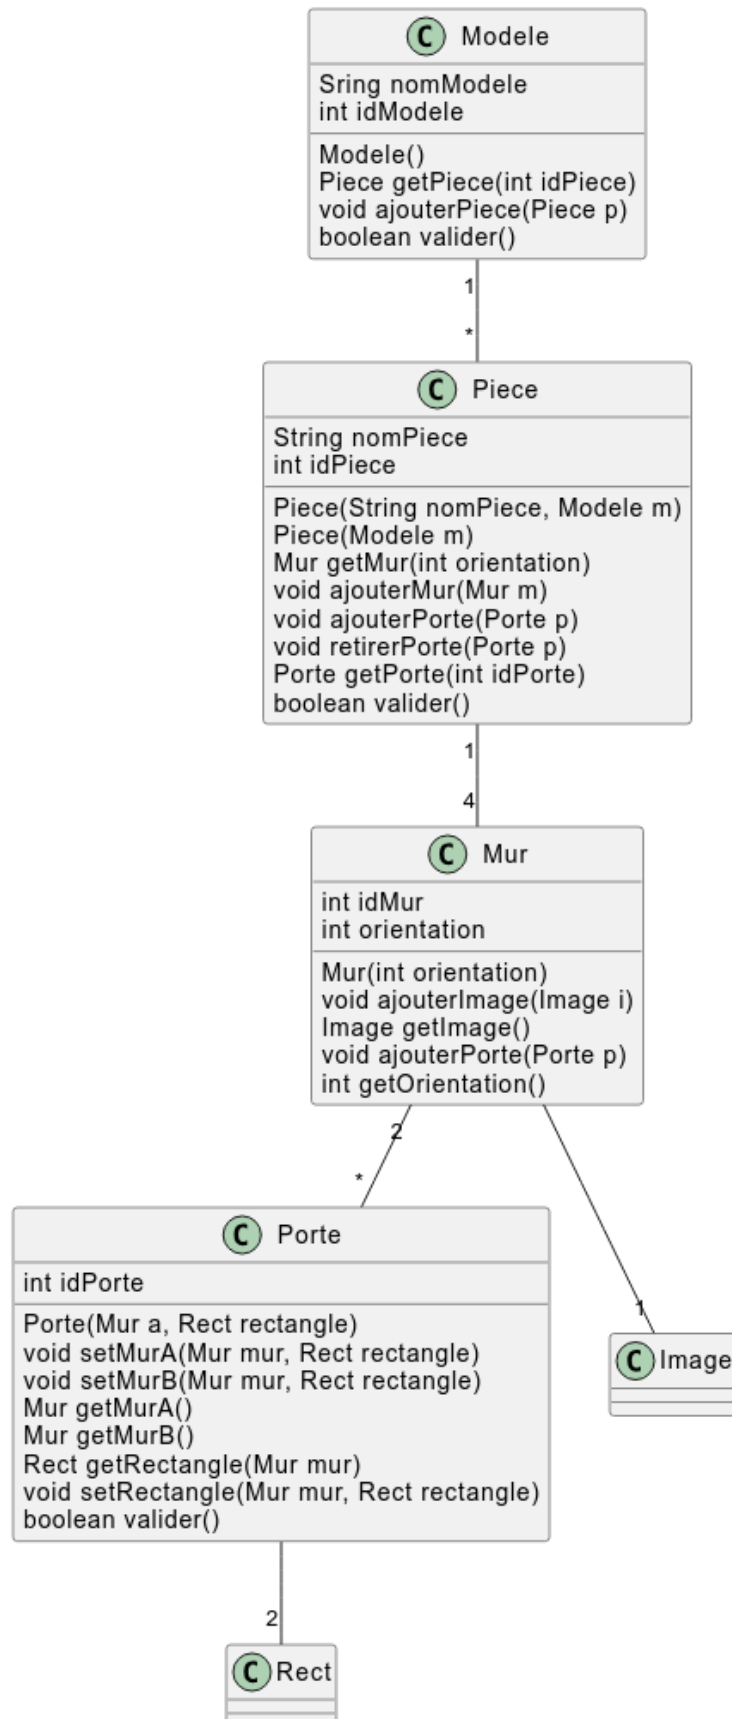 C Modele
Sring nomModele
int idModele
Modele()
Piece getPiece(int idPiece)
void ajouterPiece(Piece p)
boolean valider()
1
*
C Piece
String nomPiece
int idPiece
Piece(String nomPiece, Modele m)
Piece(Modele m)
Mur getMur(int orientation)
void ajouterMur(Mur m)
void ajouterPorte(Porte p)
void retirerPorte(Porte p)
Porte getPorte(int idPorte)
boolean valider()
1
4
C Mur
int idMur
int orientation
Mur(int orientation)
void ajouterImage(Image i)
Image getImage()
void ajouterPorte(Porte p)
int getOrientation()
2
*
C Porte
int idPorte
Porte(Mur a, Rect rectangle)
void setMurA(Mur mur, Rect rectangle)
void setMurB(Mur mur, Rect rectangle)
Mur getMurA()
Mur getMurB()
Rect getRectangle(Mur mur)
void setRectangle(Mur mur, Rect rectangle)
boolean valider()
1
C Image
2
C Rect